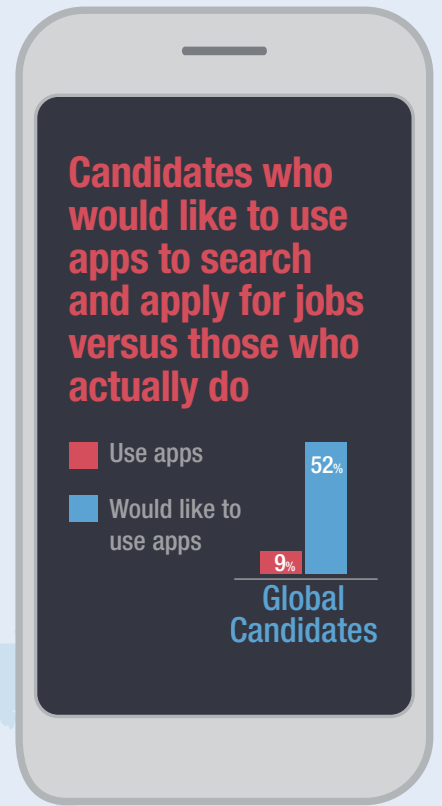 Candidates who
would like to use
apps to search
and apply for jobs
versus those who
actually do
Use apps
Would like to
use apps
52%
9%
Global
Candidates